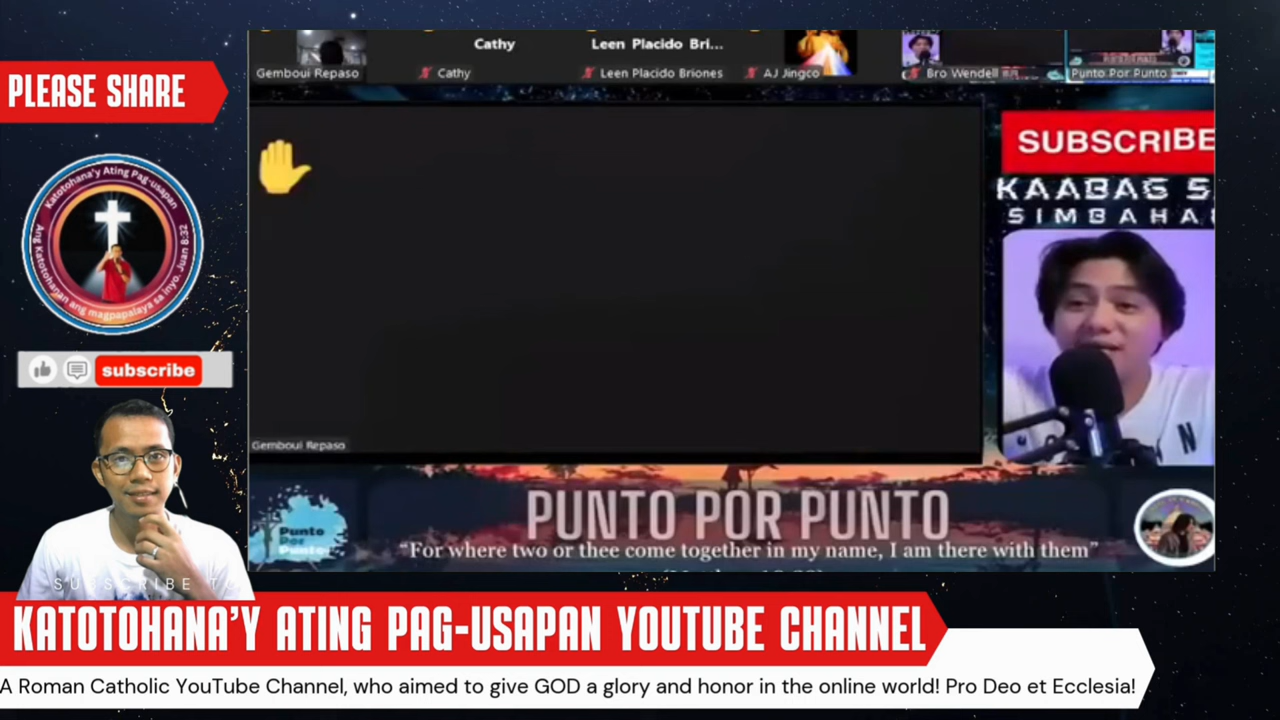 PLEASE SHARE
Katotohana'y Ating Pag-usapan
Ang Katotohanan ang magpapalaya sa inyo. Juan 8:32
subscribe
SUBSCRIBE TO
Cathy
Leen Placido Bri...
Gemboui Repaso
Cathy
Leen Placido Briones
AJ Jingco
Bro Wendell
Punto Por Punto
SUBSCRIBE
KAABAG S
SIMBAHA
N
Gemboui Repaso
Punto
Por
Punto
PUNTO POR PUNTO
“For where two or thee come together in my name, I am there with them”
KATOTOHANA'Y ATING PAG-USAPAN YOUTUBE CHANNEL
A Roman Catholic YouTube Channel, who aimed to give GOD a glory and honor in the online world! Pro Deo et Ecclesia!